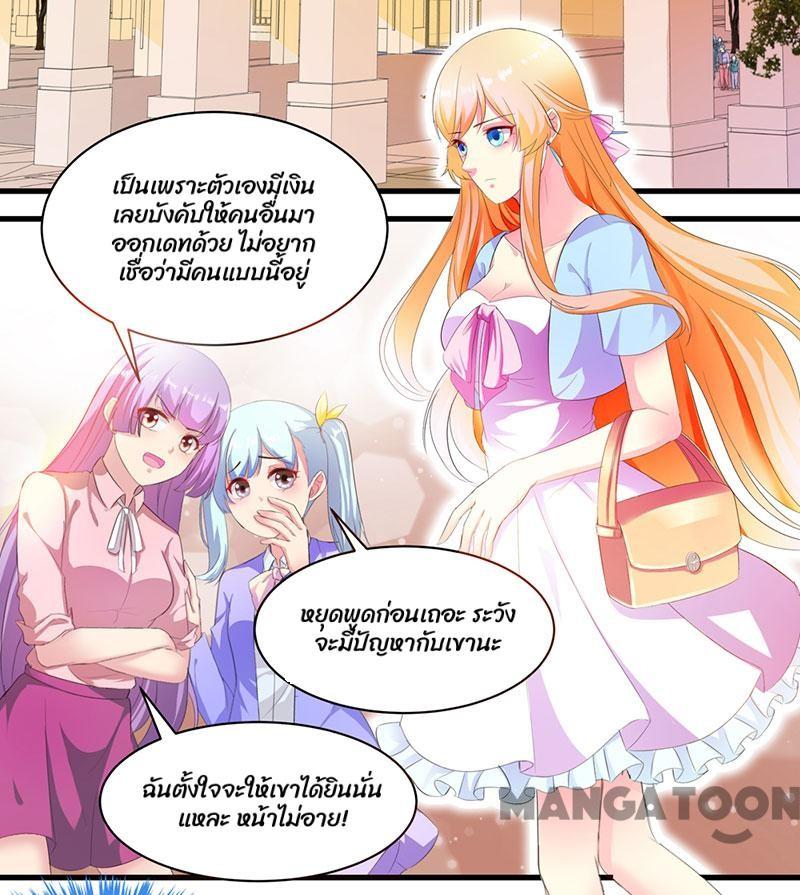 เป็นเพราะตัวเองมีเงิน
เลยบังคับให้คนอื่นมา
ออกเดทด้วย ไม่อยาก
เชื่อว่ามีคนแบบนี้อยู่
หยุดพูดก่อนเถอะ ระวัง
จะมีปัญหากับเขานะ
ฉันตั้งใจจะให้เขาได้ยินนั่น
แหละ หน้าไม่อาย!
MANGATOON